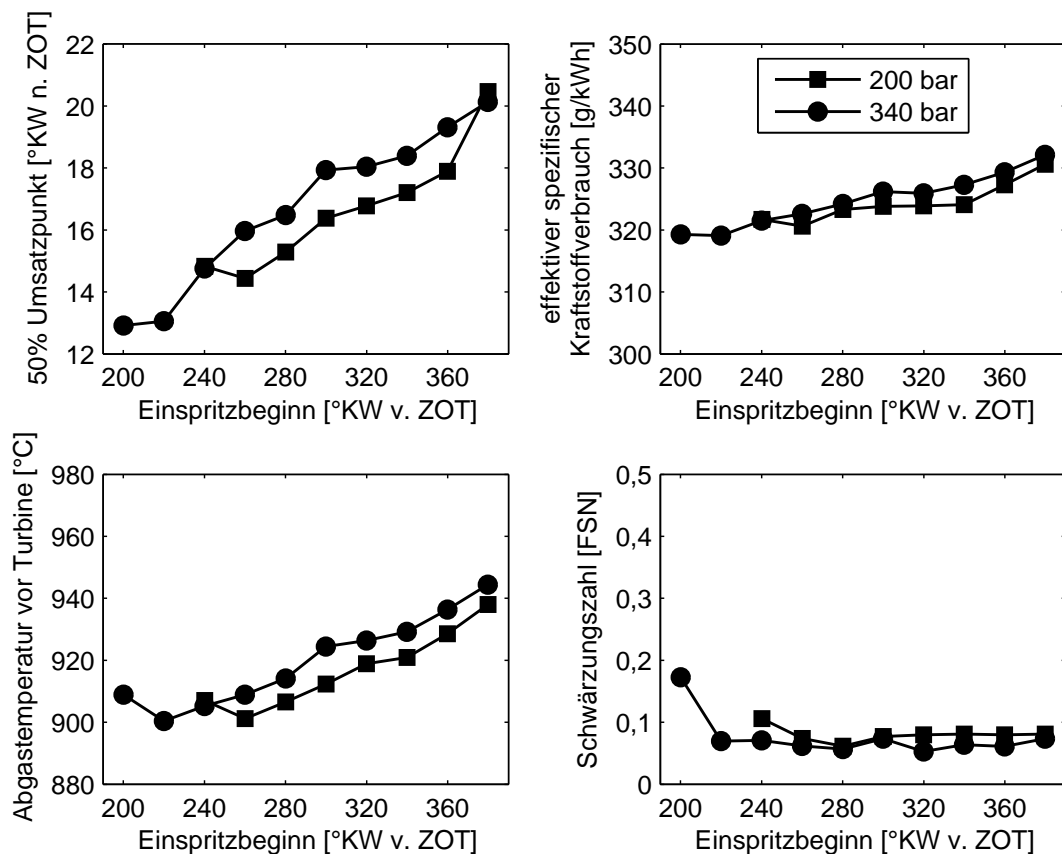 50% Umsatzpunkt [°KW n. ZOT]
22
20
18
16
14
12
200 240 280 320 360
Einspritzbeginn [°KW v. ZOT]
effektiver spezifischer
Kraftstoffverbrauch [g/kWh]
350
340
330
320
310
300
200 bar
340 bar
200 240 280 320 360
Einspritzbeginn [°KW v. ZOT]
Abgastemperatur vor Turbine [°C]
980
960
940
920
900
880
200 240 280 320 360
Einspritzbeginn [°KW v. ZOT]
Schwärzungszahl [FSN]
0,5
0,4
0,3
0,2
0,1
0
200 240 280 320 360
Einspritzbeginn [°KW v. ZOT]